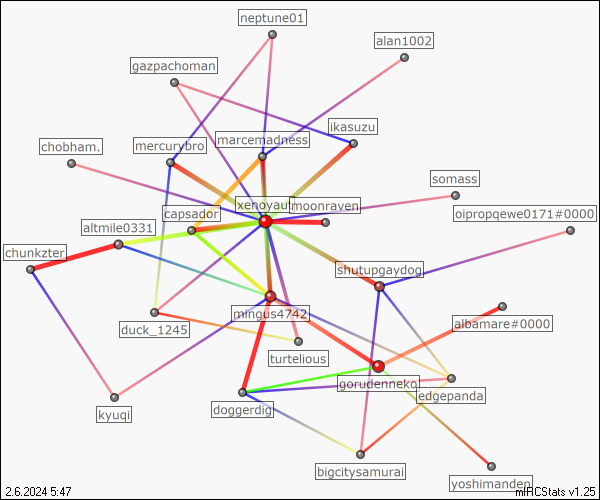 neptune01
alan1002
gazpachoman
ikasuzu
marcemadness
mercurybro
chobham.
somass
xenoyaul
moonraven
capsador
oipropqewe0171#0000
altmile0331
chunkzter
shutupgaydog
mingus4742
albamare#0000
duck_1245
turtelious
gorudenneko
edgepanda
doggerdig
kyuqi
bigcitysamurai
yoshimanden
2.6.2024 5:47
mIRCStats v1.25